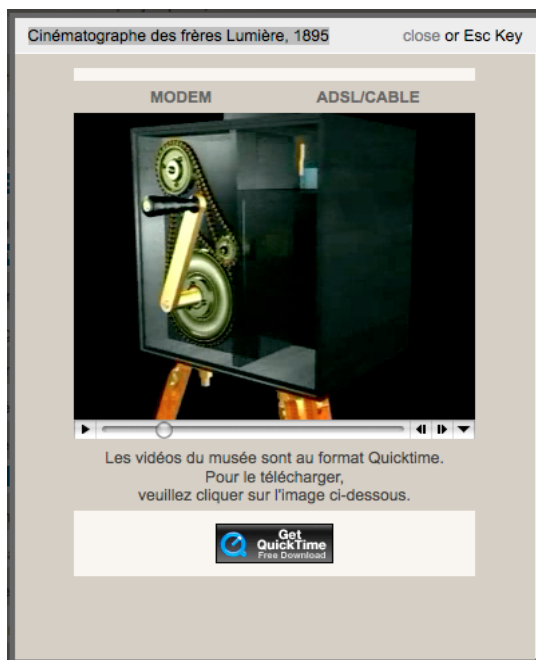 Cinématographe des frères Lumière, 1895 close or Esc Key
MODEM ADSL/CABLE
Les vidéos du musée sont au format Quicktime.
Pour le télécharger,
veuillez cliquer sur l'image ci-dessous.
Get
QuickTime
Free Download